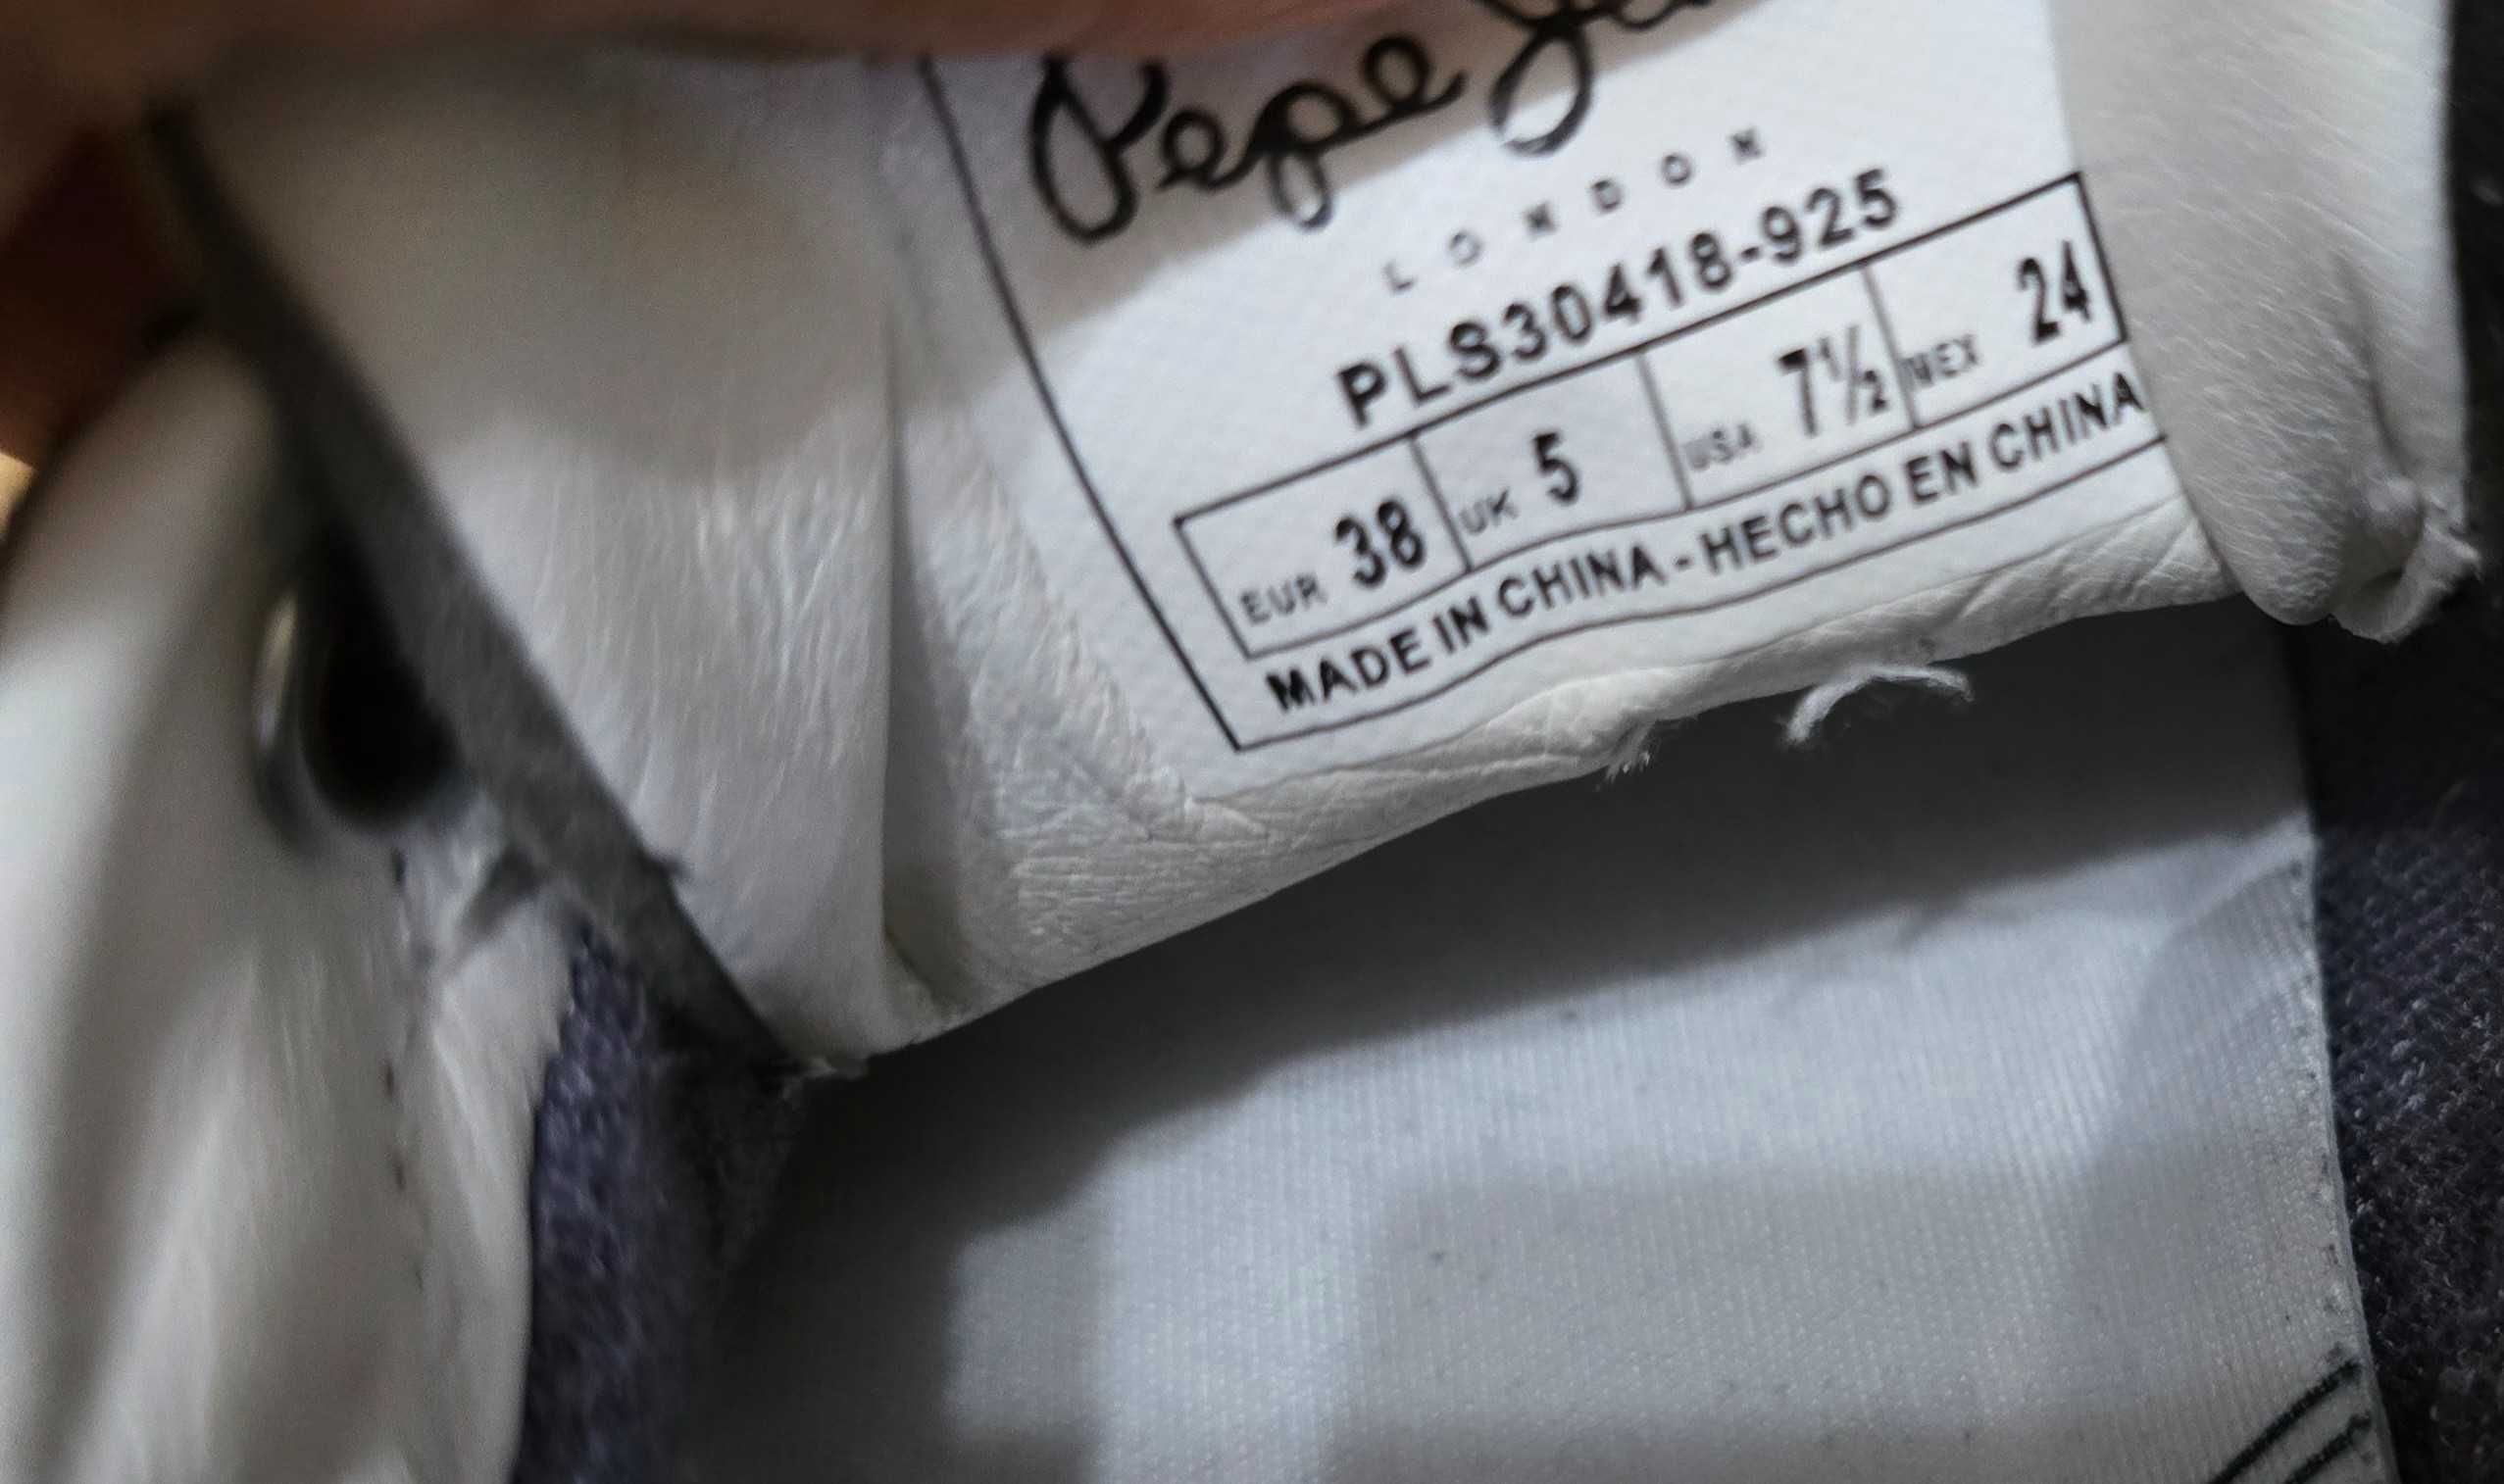 Pepe Je
LONDON
PLS30418-925
EUR 38 UK 5 USA 7½ MEX 24
MADE IN CHINA - HECHO EN CHINA